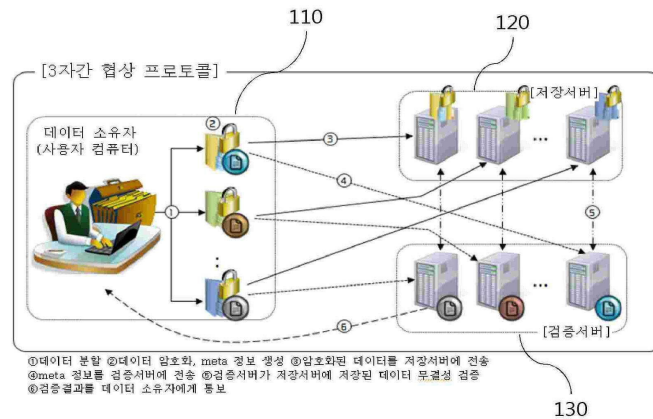 110
120
[3자간 협상 프로토콜]
[저장서버]
데이터 소유자
(사용자 컴퓨터)
②
③
④
①
⑤
⑥
[검증서버]
①데이터 분할 ②데이터 암호화, meta 정보 생성 ③암호화된 데이터를 저장서버에 전송
④meta 정보를 검증서버에 전송 ⑤검증서버가 저장서버에 저장된 데이터 무결성 검증
⑥검증결과를 데이터 소유자에게 통보
130